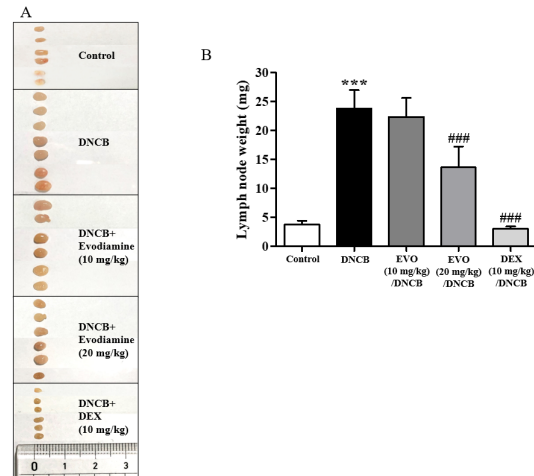 A
Control
DNCB
DNCB+
Evodiamine
(10 mg/kg)
DNCB+
Evodiamine
(20 mg/kg)
DNCB+
DEX
(10 mg/kg)
0 1 2 3
B
Lymph node weight (mg)
30
25
20
15
10
5
0
***
###
###
Control
DNCB
EVO
(10 mg/kg)
/DNCB
EVO
(20 mg/kg)
/DNCB
DEX
(10 mg/kg)
/DNCB